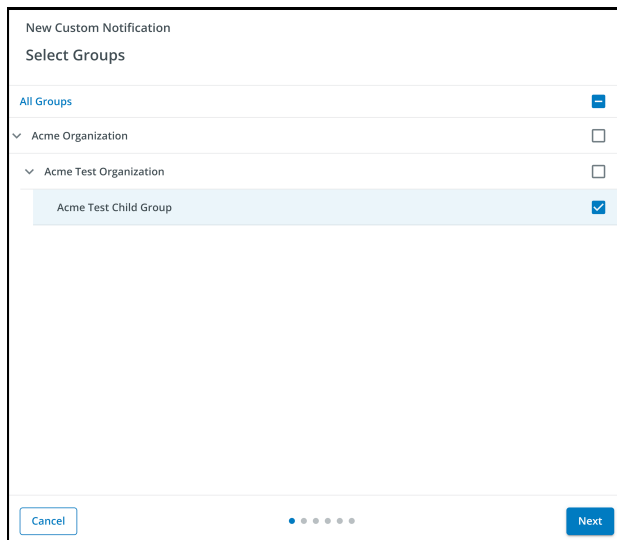 New Custom Notification
Select Groups
All Groups
Acme Organization
Acme Test Organization
Acme Test Child Group
Cancel
Next